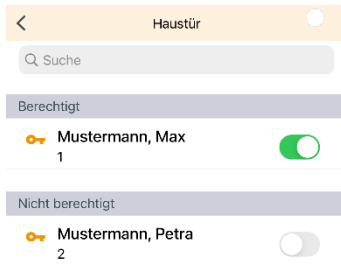 Haustür
Suche
Berechtigt
Mustermann, Max
1
Nicht berechtigt
Mustermann, Petra
2